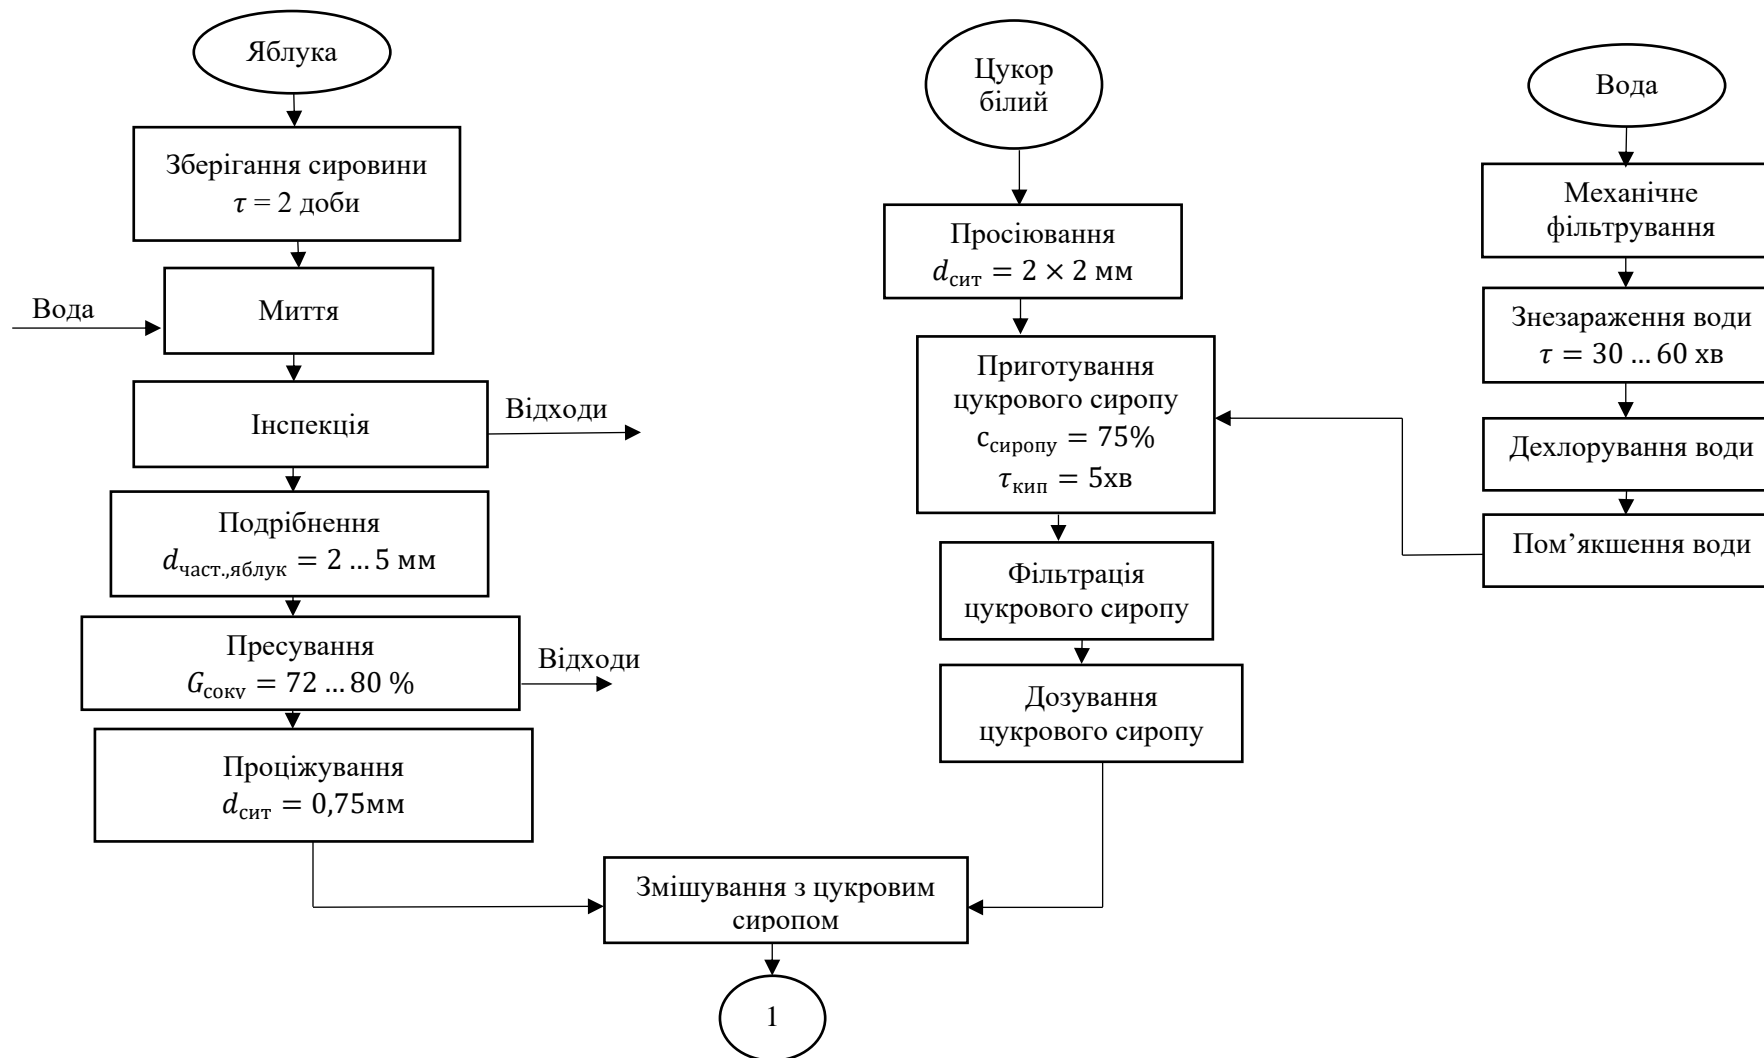 Яблука
Зберігання сировини
τ = 2 доби
Вода
Миття
Інспекція
Відходи
Подрібнення
dчаст.,яблук = 2 … 5 мм
Пресування
Gсоку = 72 … 80 %
Відходи
Проціжування
dсит = 0,75мм
Цукор
білий
Просіювання
dсит = 2 × 2 мм
Приготування
цукрового сиропу
ссиропу = 75%
τкип = 5хв
Фільтрація
цукрового сиропу
Дозування
цукрового сиропу
Вода
Механічне
фільтрування
Знезараження води
τ = 30 … 60 хв
Дехлорування води
Пом’якшення води
Змішування з цукровим
сиропом
1